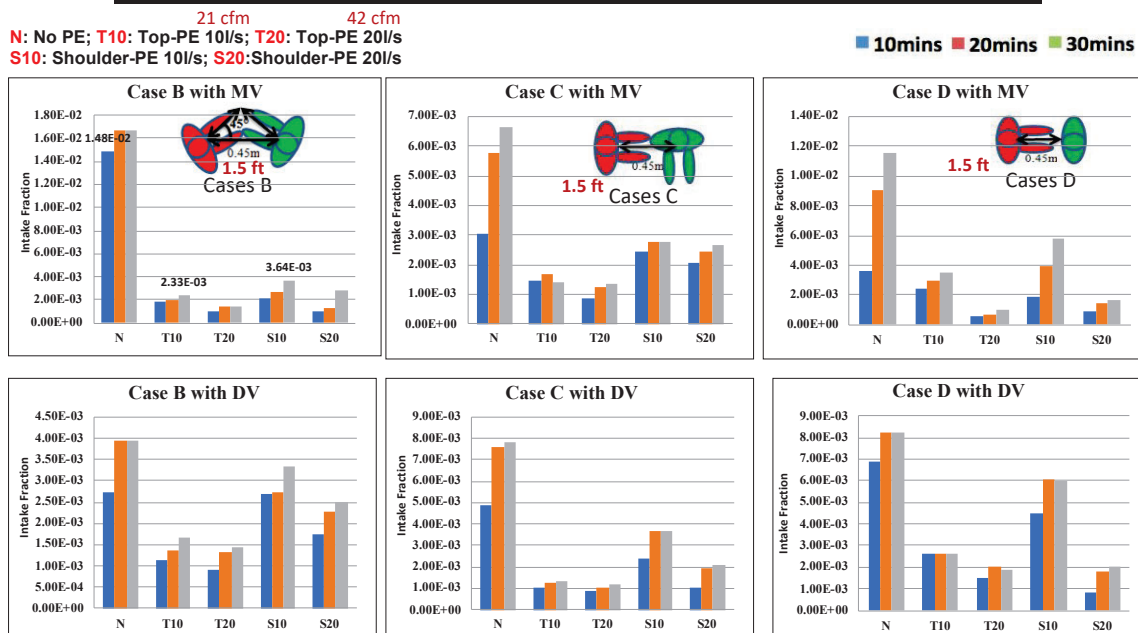 21 cfm 42 cfm
N: No PE; T10: Top-PE 10l/s; T20: Top-PE 20l/s
S10: Shoulder-PE 10l/s; S20:Shoulder-PE 20l/s
10mins 20mins 30mins
Case B with MV
Intake Fraction
1.80E-02
1.60E-02
1.40E-02
1.20E-02
1.00E-02
8.00E-03
6.00E-03
4.00E-03
2.00E-03
0.00E+00
1.48E-02
2.33E-03
3.64E-03
45°
0.45m
1.5 ft
Cases B
N T10 T20 S10 S20
Case C with MV
Intake Fraction
7.00E-03
6.00E-03
5.00E-03
4.00E-03
3.00E-03
2.00E-03
1.00E-03
0.00E+00
0.45m
1.5 ft
Cases C
N T10 T20 S10 S20
Case D with MV
Intake Fraction
1.40E-02
1.20E-02
1.00E-02
8.00E-03
6.00E-03
4.00E-03
2.00E-03
0.00E+00
0.45m
1.5 ft
Cases D
N T10 T20 S10 S20
Case B with DV
Intake Fraction
4.50E-03
4.00E-03
3.50E-03
3.00E-03
2.50E-03
2.00E-03
1.50E-03
1.00E-03
5.00E-04
0.00E+00
N T10 T20 S10 S20
Case C with DV
Intake Fraction
9.00E-03
8.00E-03
7.00E-03
6.00E-03
5.00E-03
4.00E-03
3.00E-03
2.00E-03
1.00E-03
0.00E+00
N T10 T20 S10 S20
Case D with DV
Intake Fraction
9.00E-03
8.00E-03
7.00E-03
6.00E-03
5.00E-03
4.00E-03
3.00E-03
2.00E-03
1.00E-03
0.00E+00
N T10 T20 S10 S20